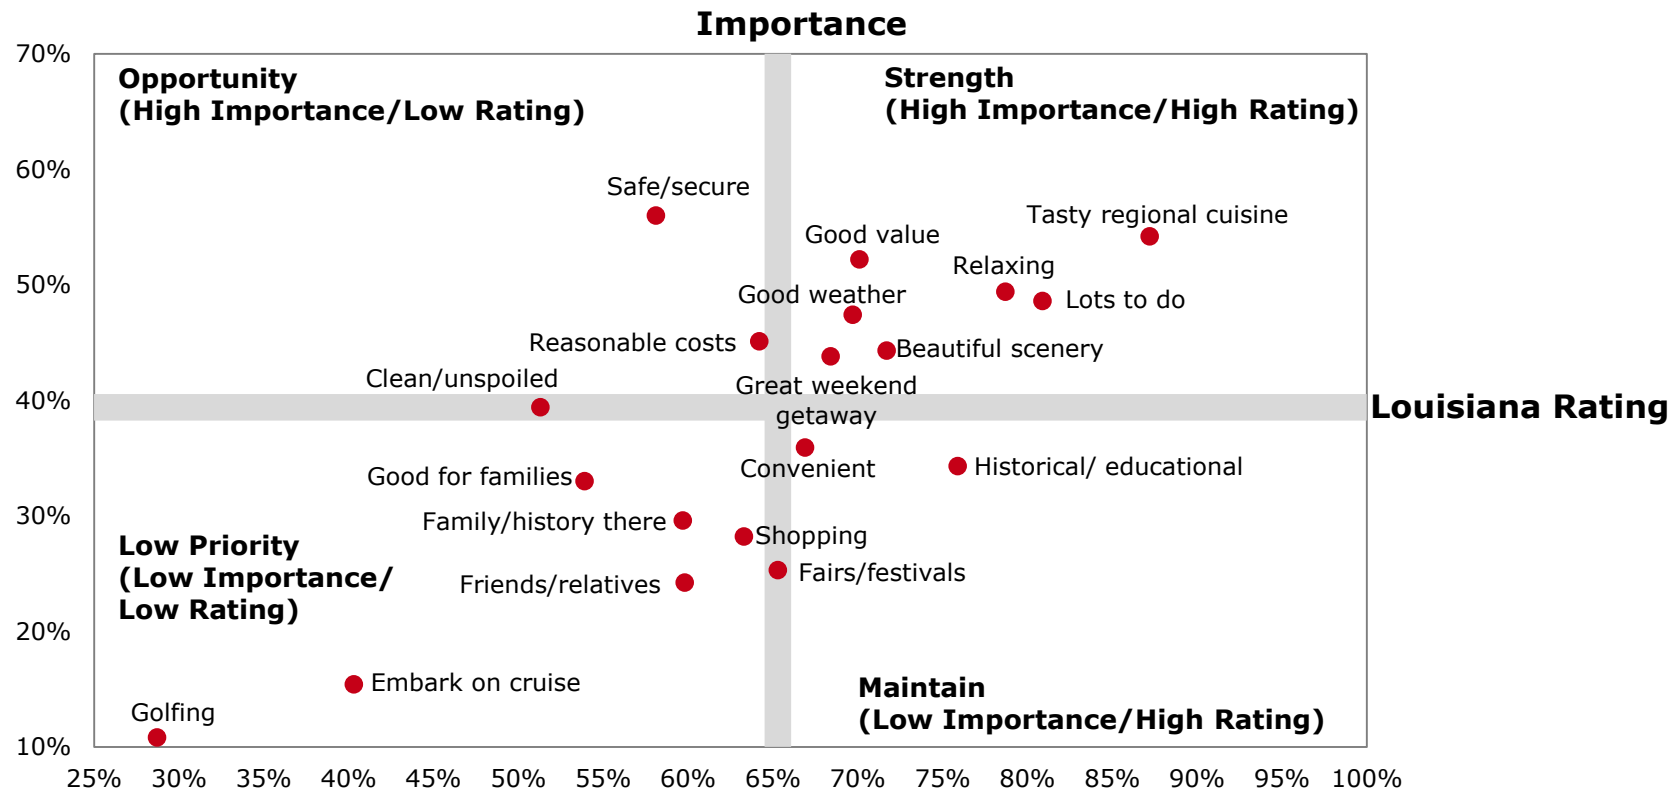 Importance
70%
Opportunity
(High Importance/Low Rating)
Strength
(High Importance/High Rating)
60%
Safe/secure
Tasty regional cuisine
Good value
Relaxing
50%
Good weather
Lots to do
Reasonable costs
Beautiful scenery
Clean/unspoiled
Great weekend
getaway
40%
Louisiana Rating
Convenient
Historical/ educational
Good for families
30%
Family/history there
Shopping
Low Priority
(Low Importance/
Low Rating)
Fairs/festivals
Friends/relatives
20%
Embark on cruise
Maintain
(Low Importance/High Rating)
Golfing
10%
25% 30% 35% 40% 45% 50% 55% 60% 65% 70% 75% 80% 85% 90% 95% 100%